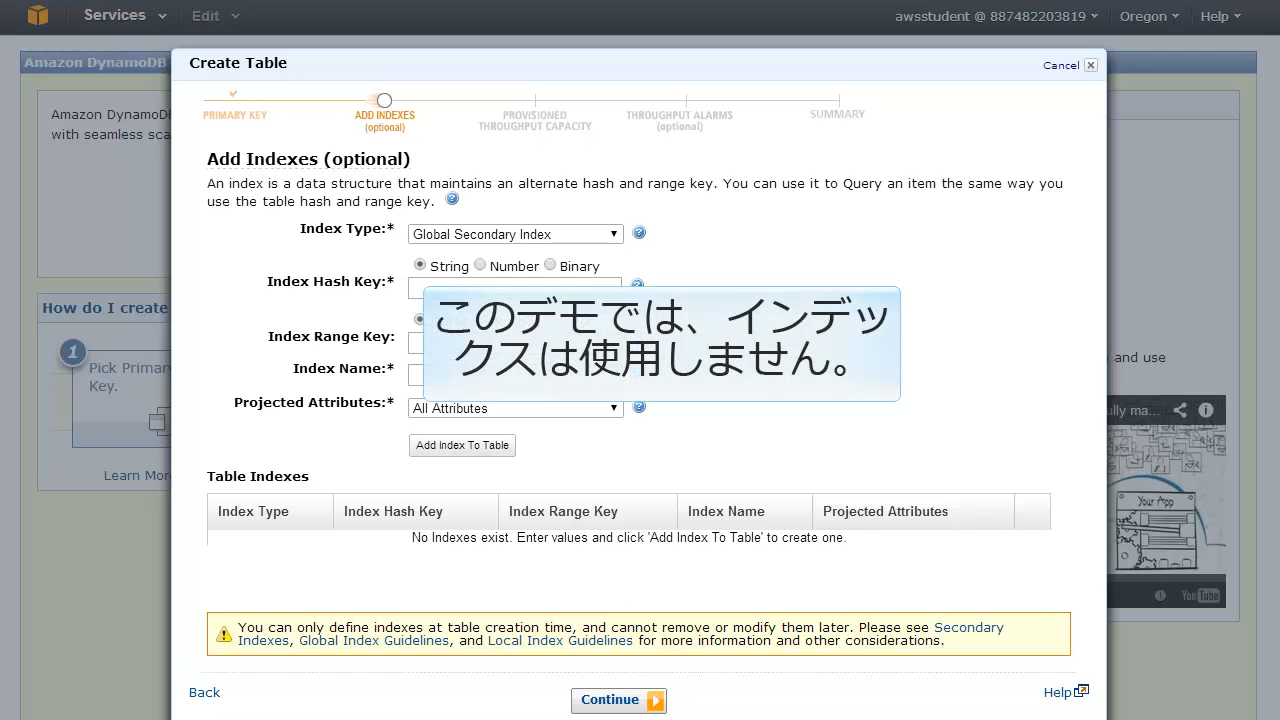 Services Edit awsstudent @ 887482203819 Oregon Help
Amazon DynamoDB
Create Table
Cancel
PRIMARY KEY
ADD INDEXES
(optional)
PROVISIONED
THROUGHPUT CAPACITY
THROUGHPUT ALARMS
(optional)
SUMMARY
Amazon DynamoDB
with seamless sca
Add Indexes (optional)
An index is a data structure that maintains an alternate hash and range key. You can use it to Query an item the same way you
use the table hash and range key.
Index Type:* Global Secondary Index
String Number Binary
Index Hash Key:*
Index Range Key:
Index Name:*
Projected Attributes:* All Attributes
このデモでは、インデッ
クスは使用しません。
Add Index To Table
How do I create
1
Pick Primary
Key.
Learn Mor
and use
lly ma...
Your App
YouTube
Table Indexes
Index Type Index Hash Key Index Range Key Index Name Projected Attributes
No indexes exist. Enter values and click 'Add Index To Table' to create one.
You can only define indexes at table creation time, and cannot remove or modify them later. Please see Secondary
Indexes, Global Index Guidelines, and Local Index Guidelines for more information and other considerations.
Back
Continue
Help